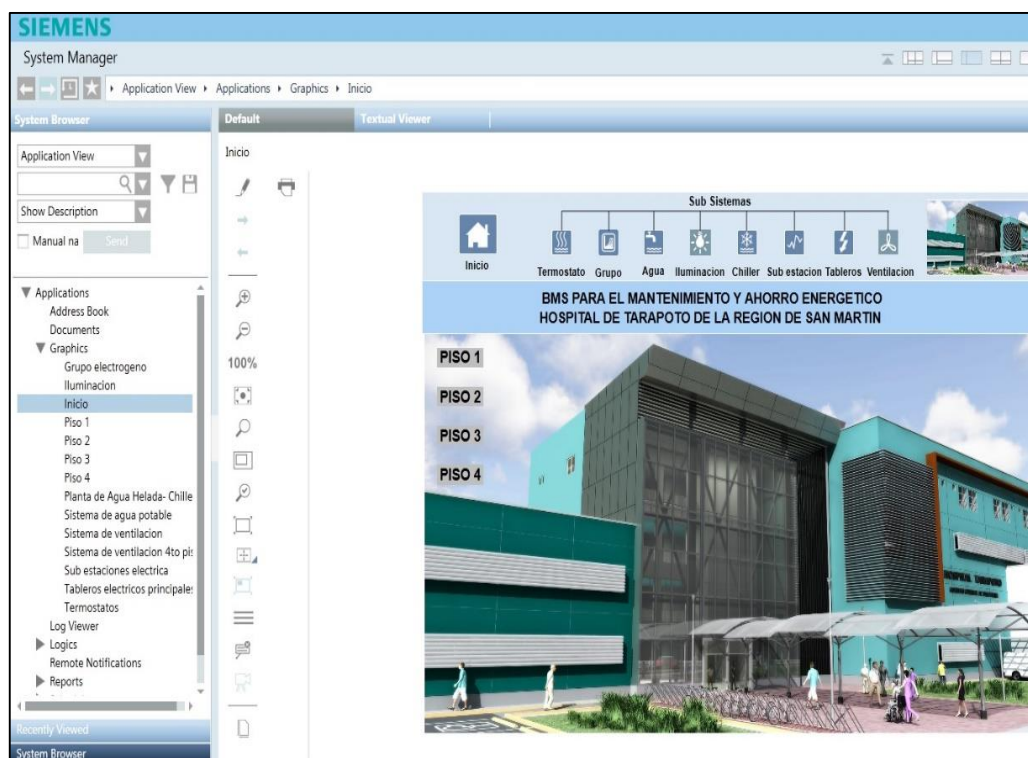 SIEMENS
System Manager
Application View Applications Graphics Inicio
System Browser
Default Textual Viewer
Application View
Inicio
Show Description
Manual na Send
Sub Sistemas
Inicio
Termostato Grupo Agua Iluminacion Chiller Sub estacion Tableros Ventilacion
BMS PARA EL MANTENIMIENTO Y AHORRO ENERGETICO
HOSPITAL DE TARAPOTO DE LA REGION DE SAN MARTIN
Applications
Address Book
Documents
Graphics
Grupo electrogeno
Iluminacion
Inicio
Piso 1
Piso 2
Piso 3
Piso 4
Planta de Agua Helada- Chille
Sistema de agua potable
Sistema de ventilacion
Sistema de ventilacion 4to pi
Sub estaciones electrica
Tableros electricos principale
Termostatos
Log Viewer
Logics
Remote Notifications
Reports
Recently Viewed
System Browser
100%
PISO 1
PISO 2
PISO 3
PISO 4
HOSPITAL TARAPOTO